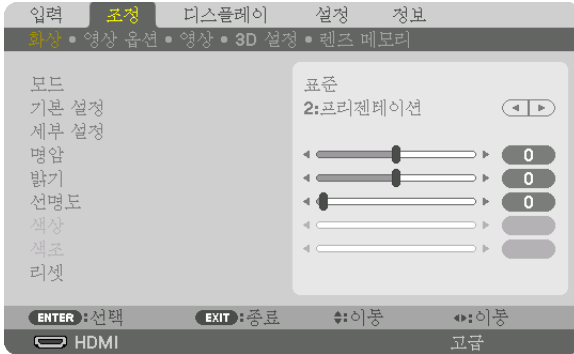 입력 조정 디스플레이 설정 정보
화상 • 영상 옵션 • 영상 • 3D 설정 • 렌즈 메모리
모드 표준
기본 설정 2:프리젠테이션
세부 설정
명암 0
밝기 0
선명도 0
색상
색조
리셋
ENTER:선택 EXIT:종료 :이동 :이동
HDMI 고급